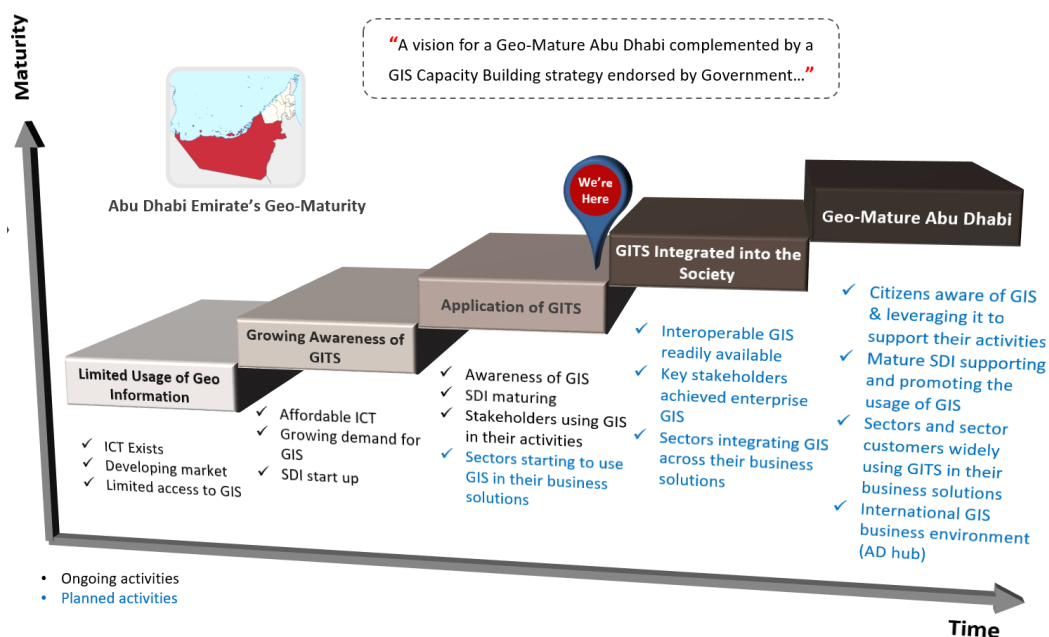 Maturity
“A vision for a Geo-Mature Abu Dhabi complemented by a
GIS Capacity Building strategy endorsed by Government…”
Abu Dhabi Emirate’s Geo-Maturity
We’re
Here
Limited Usage of Geo
Information
ICT Exists
Developing market
Limited access to GIS
Growing Awareness of
GITS
Affordable ICT
Growing demand for
GIS
SDI start up
Application of GITS
Awareness of GIS
SDI maturing
Stakeholders using GIS
in their activities
Sectors starting to use
GIS in their business
solutions
GITS Integrated into the
Society
Interoperable GIS
readily available
Key stakeholders
achieved enterprise
GIS
Sectors integrating GIS
across their business
solutions
Geo-Mature Abu Dhabi
Citizens aware of GIS
& leveraging it to
support their activities
Mature SDI supporting
and promoting the
usage of GIS
Sectors and sector
customers widely
using GITS in their
business solutions
International GIS
business environment
(AD hub)
Ongoing activities
Planned activities
Time